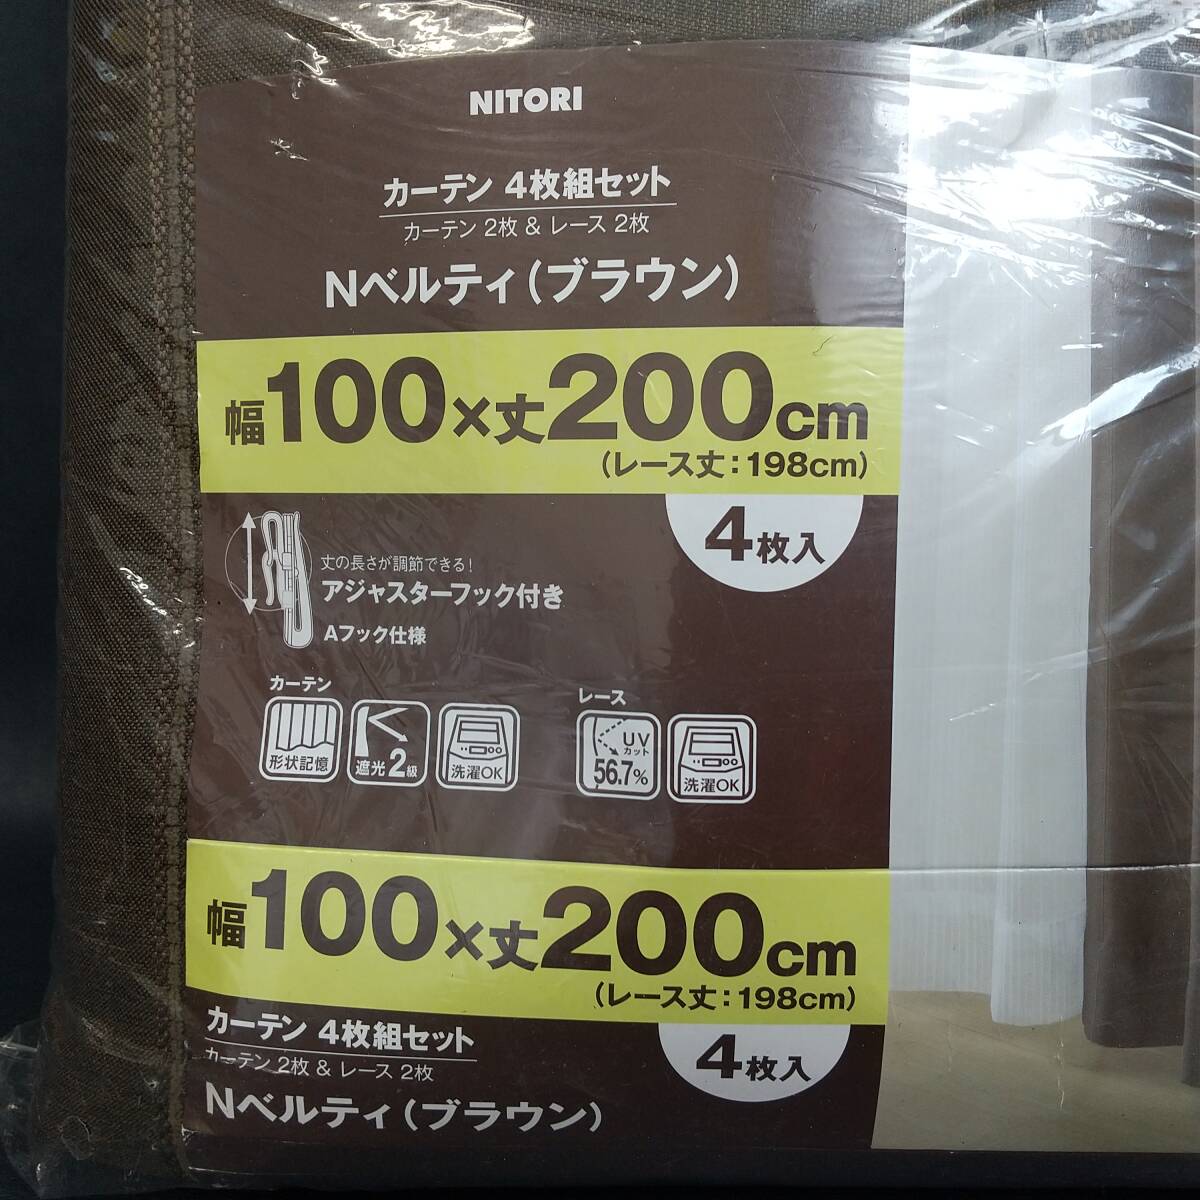 NITORI
カーテン 4枚組セット
カーテン 2枚 & レース 2枚
Nベルティ(ブラウン)
幅100×丈200cm
(レース丈:198cm)
4枚入
丈の長さが調節できる!
アジャスターフック付き
Aフック仕様
カーテン
形状記憶
遮光2級
洗濯OK
レース
UV
カット
56.7%
洗濯OK
幅100×丈200cm
(レース丈:198cm)
4枚入
カーテン 4枚組セット
カーテン 2枚 & レース 2枚
Nベルティ(ブラウン)